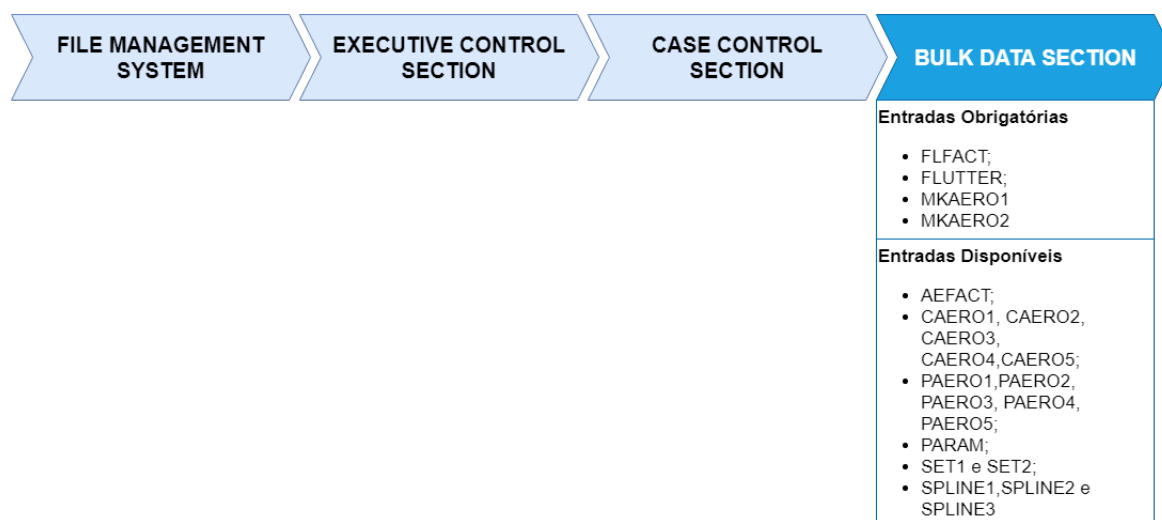 FILE MANAGEMENT
SYSTEM
EXECUTIVE CONTROL
SECTION
CASE CONTROL
SECTION
BULK DATA SECTION
Entradas Obrigatórias
• FLFACT;
• FLUTTER;
• MKAERO1
• MKAERO2
Entradas Disponíveis
• AEFACT;
• CAERO1, CAERO2,
CAERO3,
CAERO4,CAERO5;
• PAERO1,PAERO2,
PAERO3, PAERO4,
PAERO5;
• PARAM;
• SET1 e SET2;
• SPLINE1,SPLINE2 e
SPLINE3